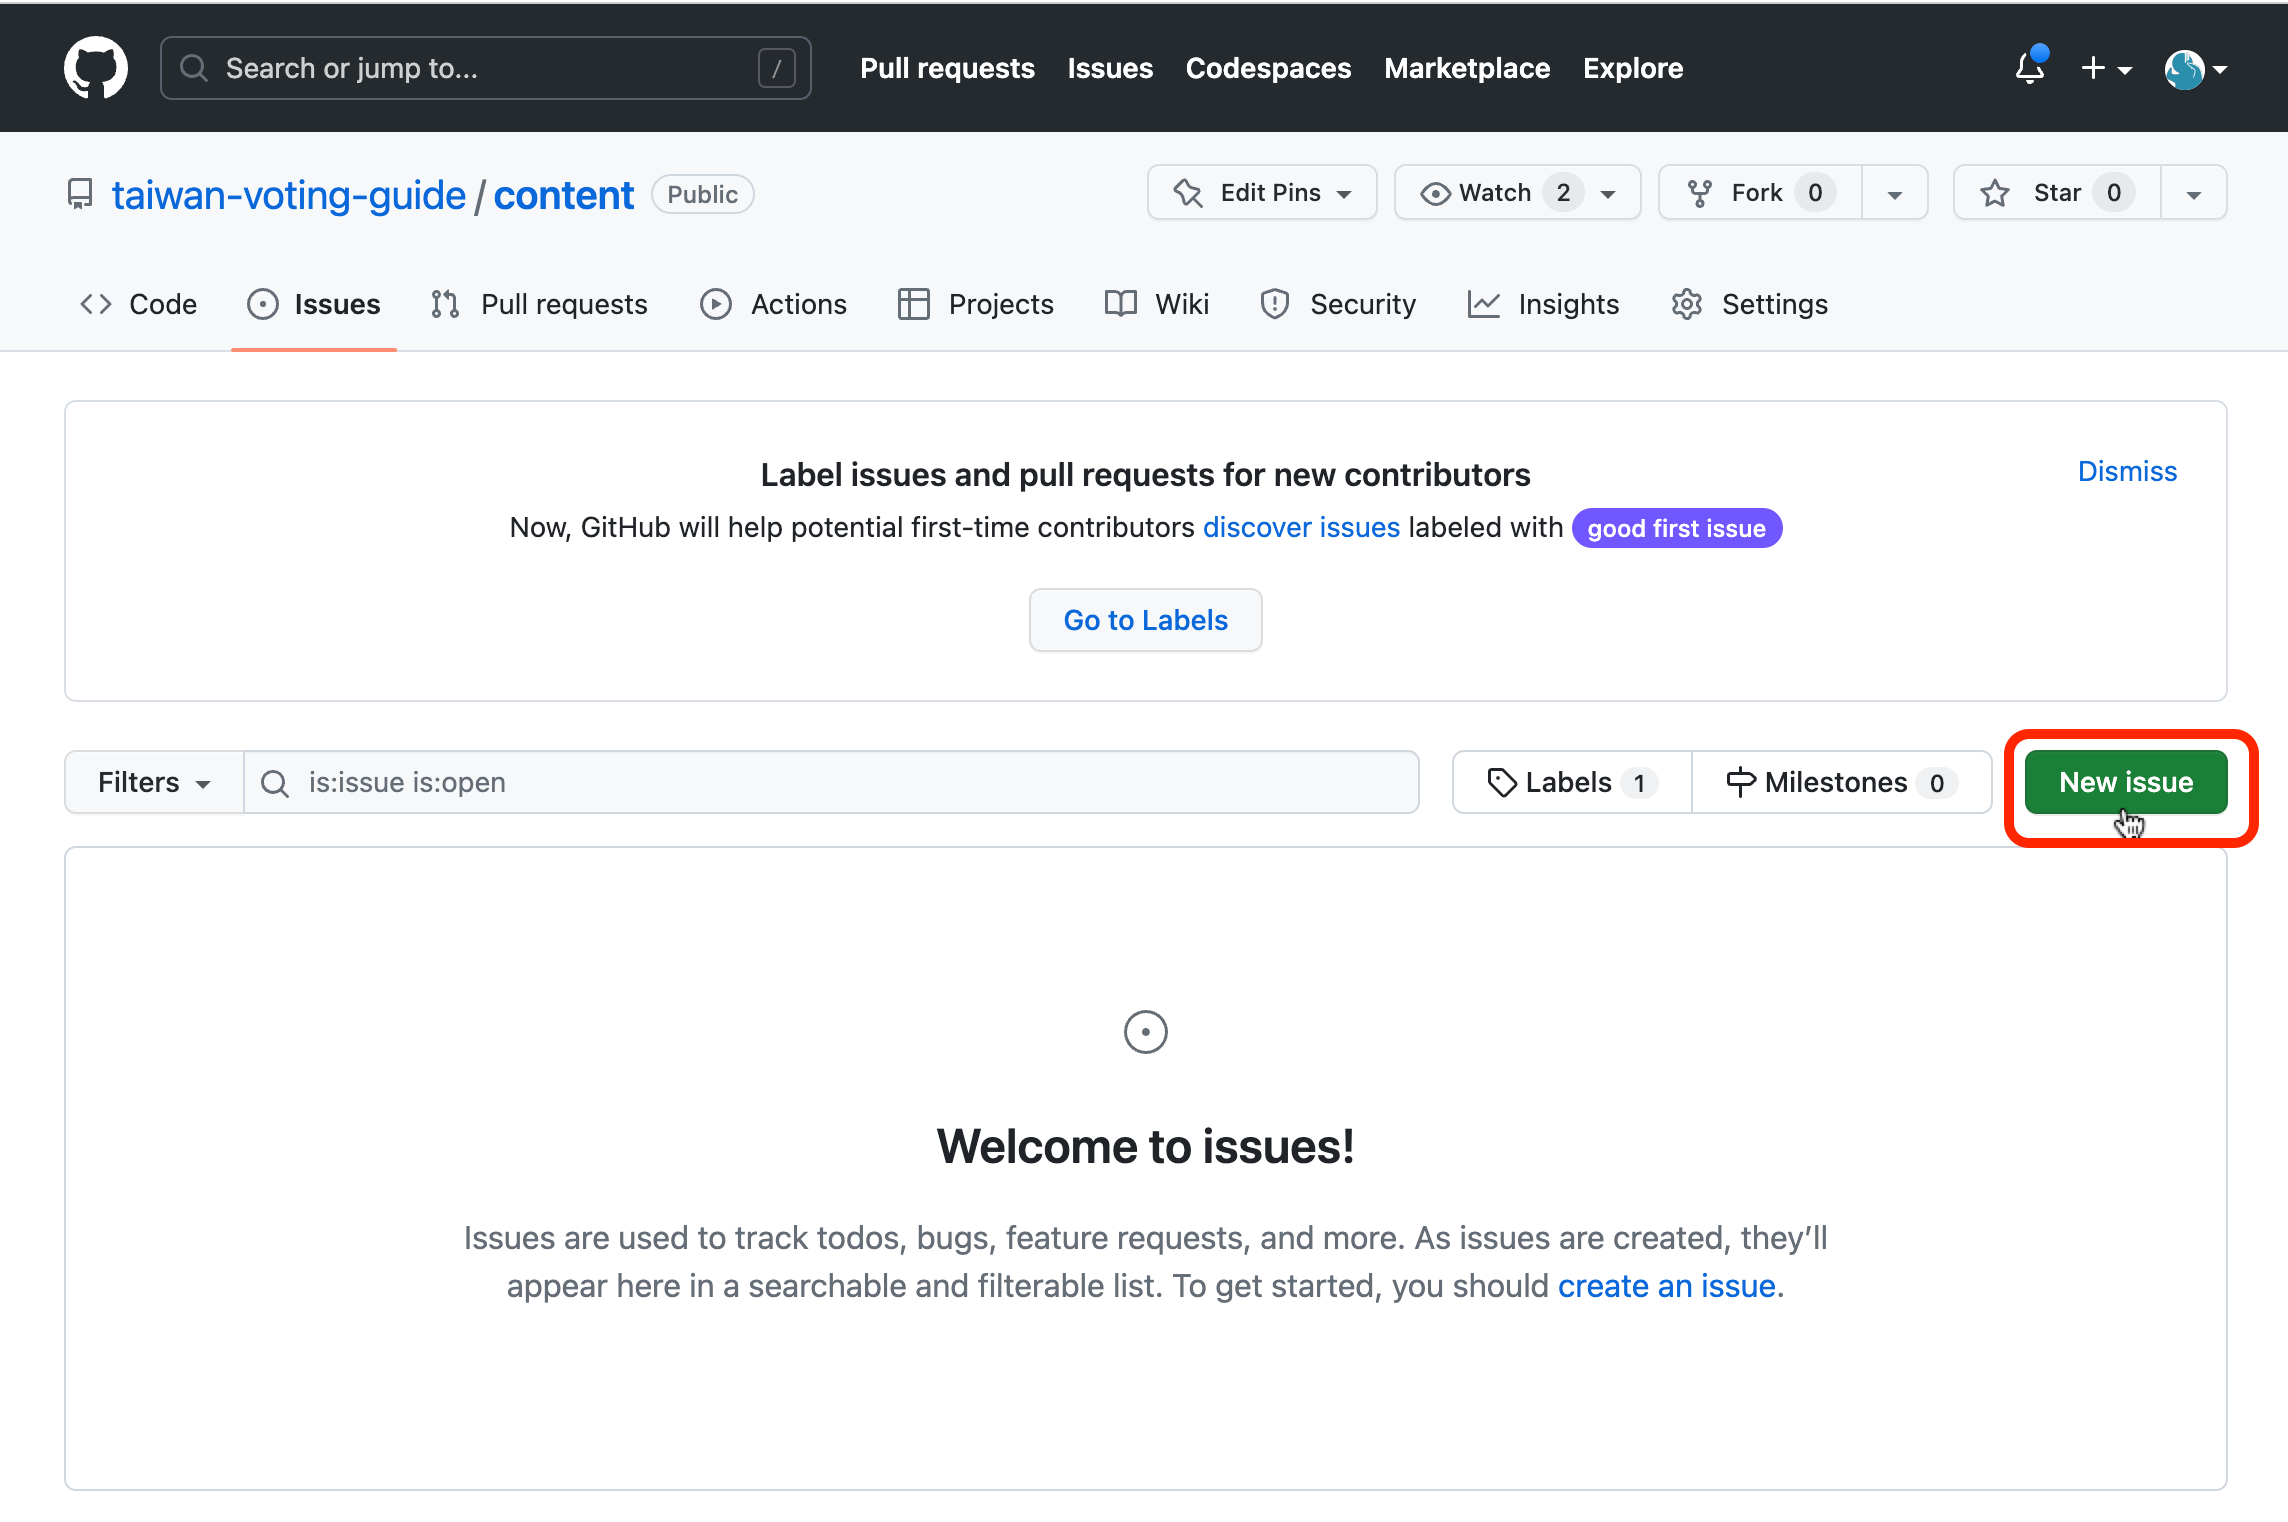 Search or jump to... / Pull requests Issues Codespaces Marketplace Explore
taiwan-voting-guide / content Public Edit Pins Watch 2 Fork 0 Star 0
Code Issues Pull requests Actions Projects Wiki Security Insights Settings
Label issues and pull requests for new contributors
Dismiss
Now, GitHub will help potential first-time contributors discover issues labeled with good first issue
Go to Labels
Filters is:issue is:open Labels 1 Milestones 0 New issue
Welcome to issues!
Issues are used to track todos, bugs, feature requests, and more. As issues are created, they’ll
appear here in a searchable and filterable list. To get started, you should create an issue.